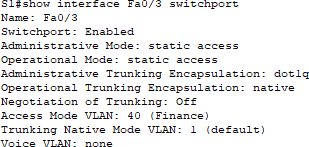 S1#show interface Fa0/3 switchport
Name: Fa0/3
Switchport: Enabled
Administrative Mode: static access
Operational Mode: static access
Administrative Trunking Encapsulation: dot1q
Operational Trunking Encapsulation: native
Negotiation of Trunking: Off
Access Mode VLAN: 40 (Finance)
Trunking Native Mode VLAN: 1 (default)
Voice VLAN: none